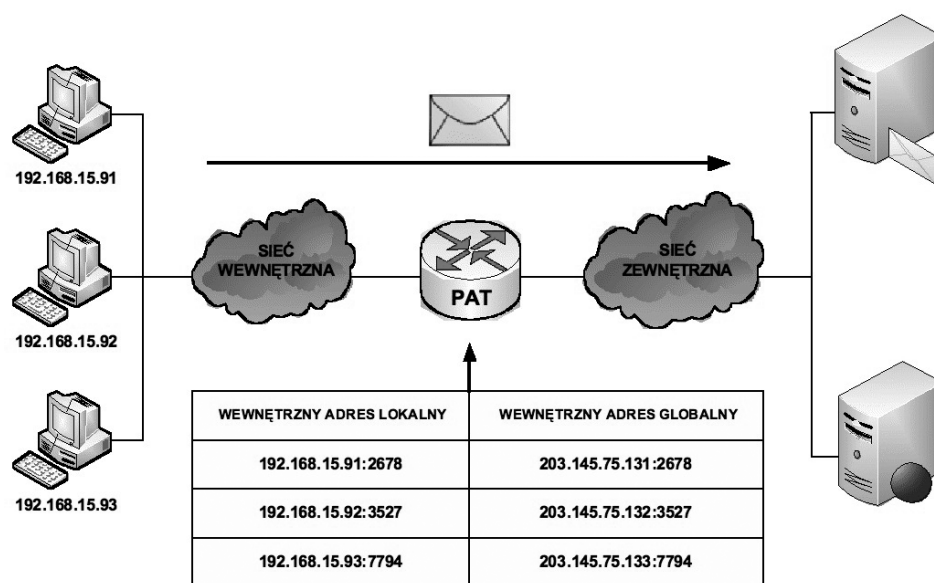 192.168.15.91
192.168.15.92
192.168.15.93
SIEĆ
WEWNĘTRZNA
PAT
SIEĆ
ZEWNĘTRZNA
WEWNĘTRZNY ADRES LOKALNY WEWNĘTRZNY ADRES GLOBALNY
192.168.15.91:2678 203.145.75.131:2678
192.168.15.92:3527 203.145.75.132:3527
192.168.15.93:7794 203.145.75.133:7794